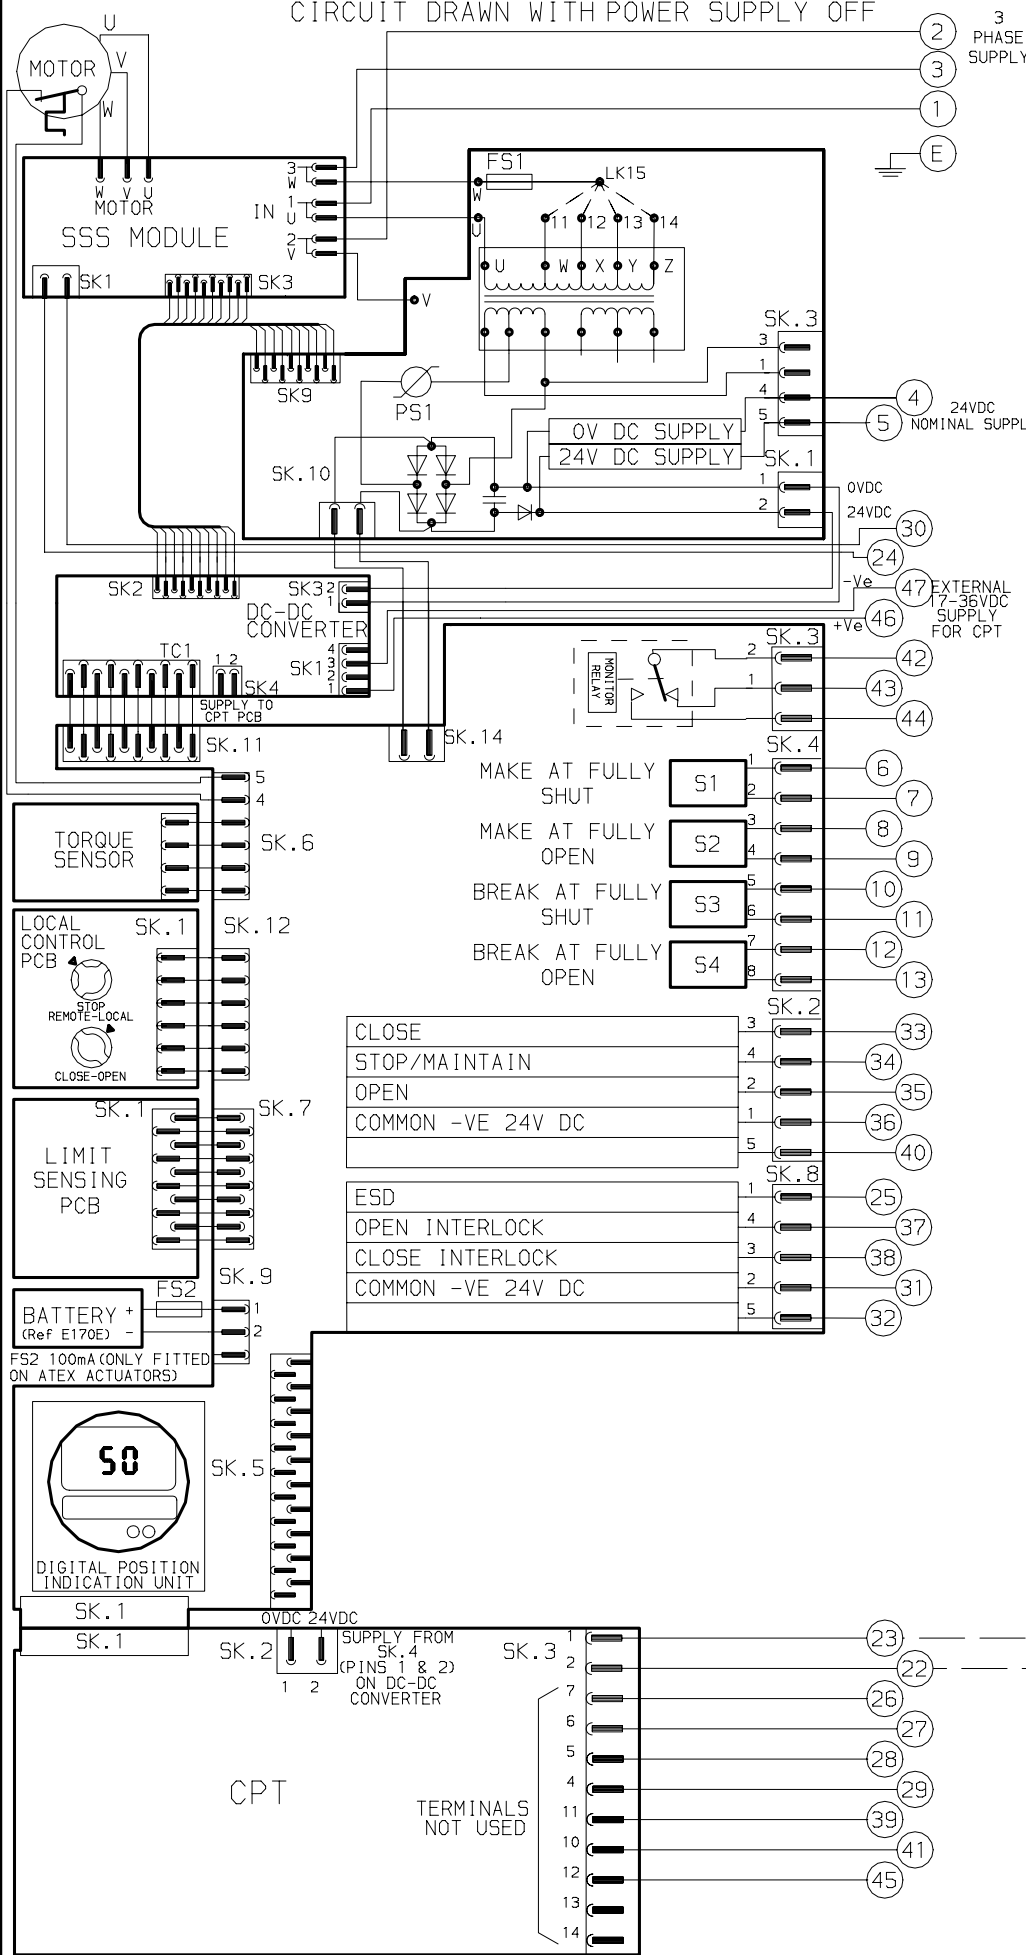 CIRCUIT DRAWN WITH POWER SUPPLY OFF
3
PHASE
SUPPLY
2
3
1
E
U
MOTOR
V
W
W V U
MOTOR
SSS MODULE
IN
3
W
1
U
2
V
SK1
SK3
FS1
LK15
W
U
V
11 12 13 14
U W X Y Z
SK9
PS1
SK.10
SK.3
3
1
4
5
0V DC SUPPLY
24V DC SUPPLY
4
5
24VDC
NOMINAL SUPPL
SK.1
1
2
0VDC
24VDC
30
24
SK2
SK3
2
1
DC-DC
CONVERTER
TC1
SK1
4
3
2
1
1 2
SK4
SUPPLY TO
CPT PCB
-Ve
47
+Ve
46
EXTERNAL
17-36VDC
SUPPLY
FOR CPT
SK.11
SK.14
MONITOR
RELAY
SK.3
2
1
42
43
44
SK.4
MAKE AT FULLY
SHUT
S1
1
2
6
7
MAKE AT FULLY
OPEN
S2
3
4
8
9
BREAK AT FULLY
SHUT
S3
5
6
10
11
BREAK AT FULLY
OPEN
S4
7
8
12
13
5
4
TORQUE
SENSOR
SK.6
LOCAL
CONTROL
PCB
SK.1
SK.12
STOP
REMOTE-LOCAL
CLOSE-OPEN
SK.2
CLOSE 3 33
STOP/MAINTAIN 4 34
OPEN 2 35
COMMON -VE 24V DC 1 36
5 40
SK.1
SK.7
LIMIT
SENSING
PCB
SK.8
ESD 1 25
OPEN INTERLOCK 4 37
CLOSE INTERLOCK 3 38
COMMON -VE 24V DC 2 31
5 32
SK.9
FS2
BATTERY + 1
(Ref E170E) - 2
FS2 100mA(ONLY FITTED
ON ATEX ACTUATORS)
50
SK.5
DIGITAL POSITION
INDICATION UNIT
SK.1
SK.1
0VDC 24VDC
SK.2
1 2
SUPPLY FROM
SK.4
(PINS 1 & 2)
ON DC-DC
CONVERTER
SK.3
CPT
TERMINALS
NOT USED
1 23
2 22
7 26
6 27
5 28
4 29
11 39
10 41
12 45
13
14